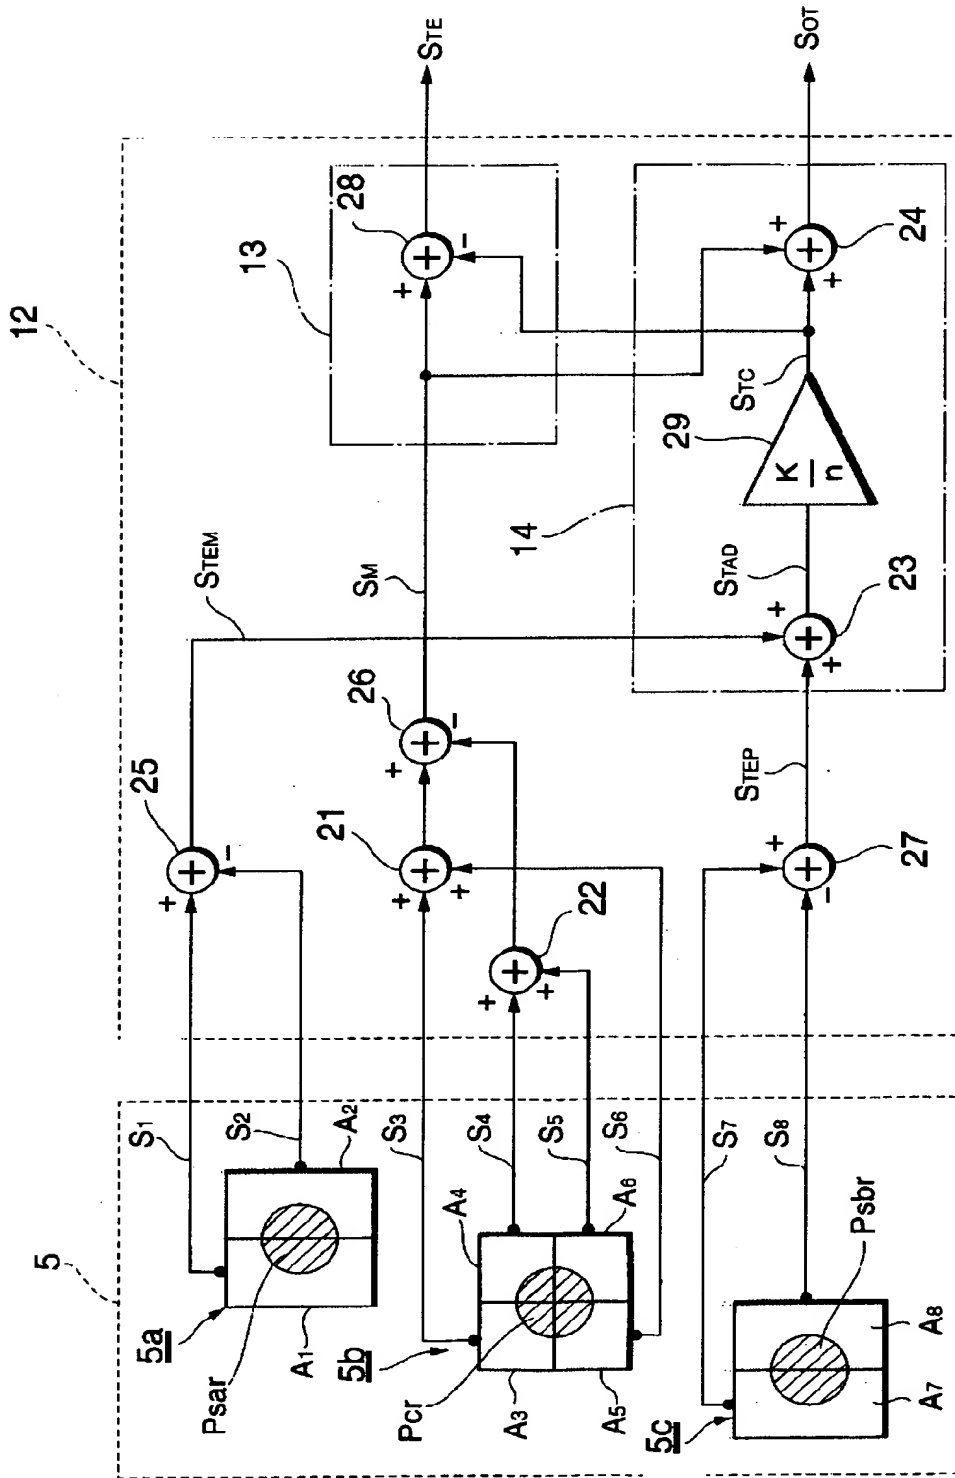 12
5
13
28
STE
25
STEM
S1
S2
A2
5a
Psar
A1
21
26
SM
S3
S4
S5
S6
A4
A6
5b
Pcr
A3
A5
22
14
29
STC
K
n
24
SOT
STAD
23
STEP
27
S7
S8
Psbr
5c
A7
A8
+
-
+
+
+
+
-
+
+
+
-
+
+
+
-
+
+
+
+
+
+
+
+
+